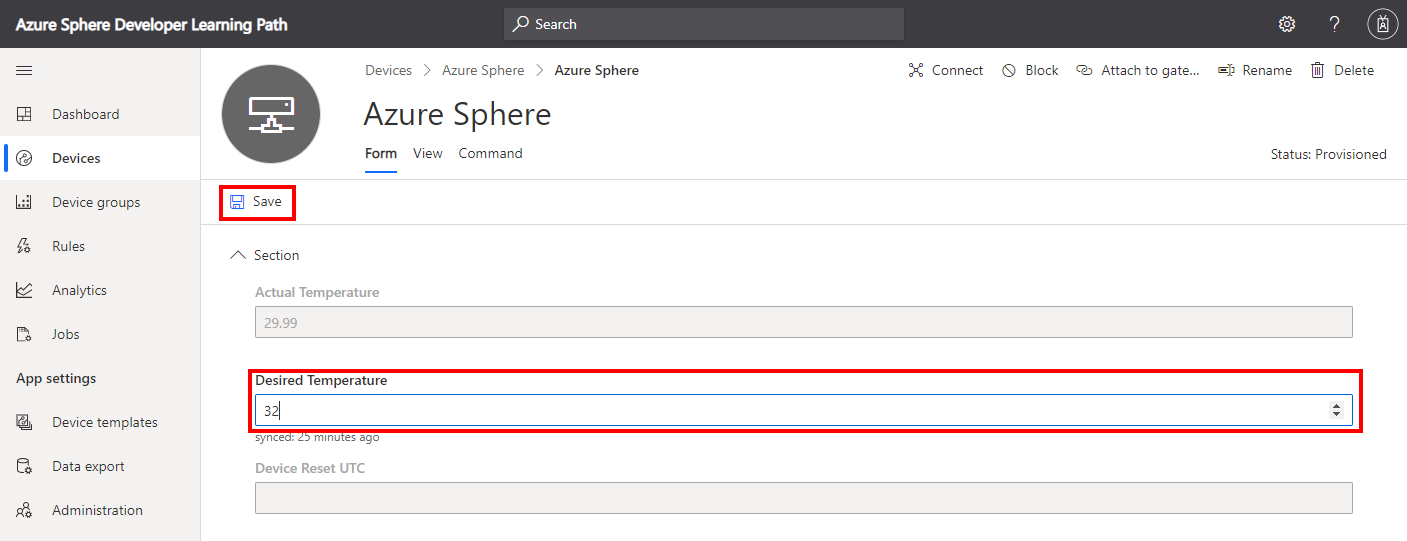 Azure Sphere Developer Learning Path
Search
Dashboard
Devices
Device groups
Rules
Analytics
Jobs
App settings
Device templates
Data export
Administration
Devices > Azure Sphere > Azure Sphere
Connect Block Attach to gate... Rename Delete
Azure Sphere
Form View Command
Status: Provisioned
Save
Section
Actual Temperature
29.99
Desired Temperature
32
synced: 25 minutes ago
Device Reset UTC